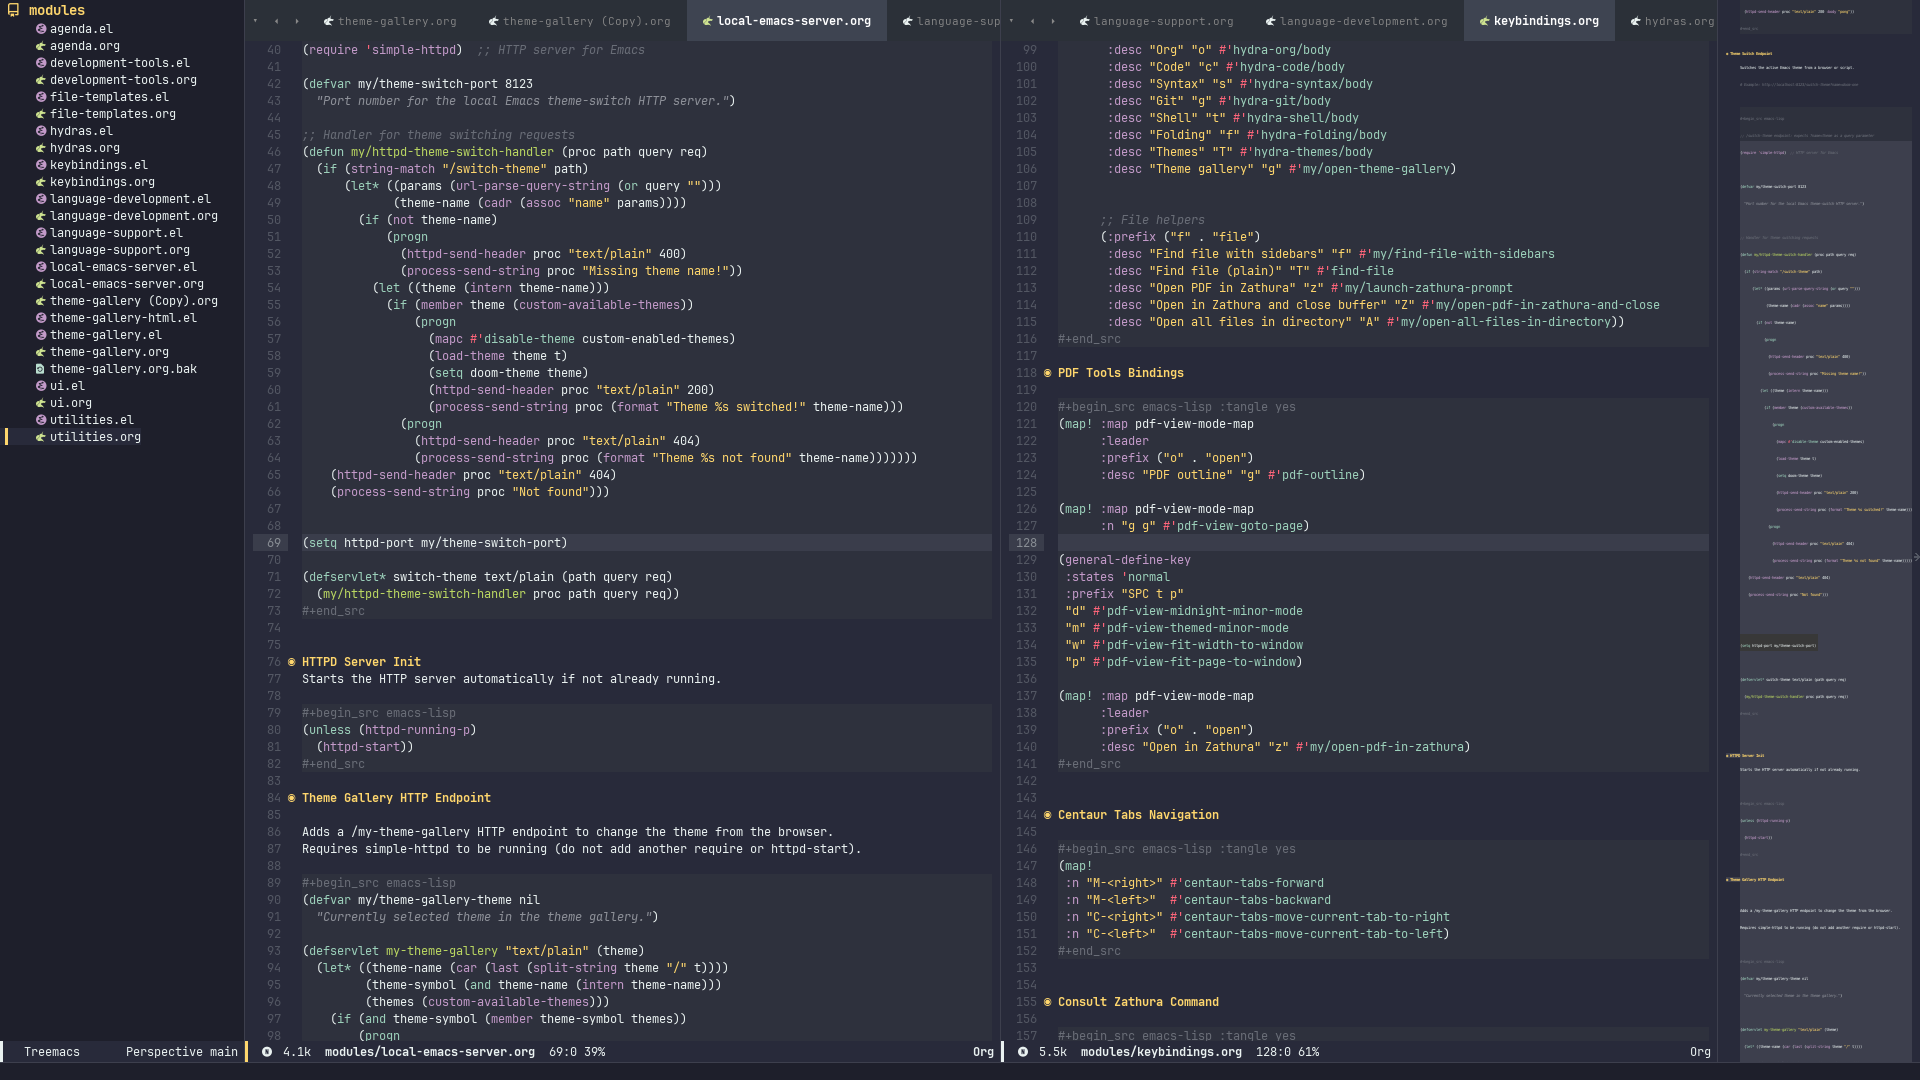 modules
agenda.el
agenda.org
development-tools.el
development-tools.org
file-templates.el
file-templates.org
hydras.el
hydras.org
keybindings.el
keybindings.org
language-development.el
language-development.org
language-support.el
language-support.org
local-emacs-server.el
local-emacs-server.org
theme-gallery (Copy).org
theme-gallery-html.el
theme-gallery.el
theme-gallery.org
theme-gallery.org.bak
ui.el
ui.org
utilities.el
utilities.org
Treemacs Perspective main
theme-gallery.org theme-gallery (Copy).org local-emacs-server.org language-sup
40 (require 'simple-httpd)  ;; HTTP server for Emacs
41
42 (defvar my/theme-switch-port 8123
43   "Port number for the local Emacs theme-switch HTTP server.")
44
45 ;; Handler for theme switching requests
46 (defun my/httpd-theme-switch-handler (proc path query req)
47   (if (string-match "/switch-theme" path)
48       (let* ((params (url-parse-query-string (or query "")))
49              (theme-name (cadr (assoc "name" params))))
50         (if (not theme-name)
51             (progn
52               (httpd-send-header proc "text/plain" 400)
53               (process-send-string proc "Missing theme name!"))
54           (let ((theme (intern theme-name)))
55             (if (member theme (custom-available-themes))
56                 (progn
57                   (mapc #'disable-theme custom-enabled-themes)
58                   (load-theme theme t)
59                   (setq doom-theme theme)
60                   (httpd-send-header proc "text/plain" 200)
61                   (process-send-string proc (format "Theme %s switched!" theme-name)))
62               (progn
63                 (httpd-send-header proc "text/plain" 404)
64                 (process-send-string proc (format "Theme %s not found" theme-name)))))))
65     (httpd-send-header proc "text/plain" 404)
66     (process-send-string proc "Not found")))
67
68
69 (setq httpd-port my/theme-switch-port)
70
71 (defservlet* switch-theme text/plain (path query req)
72   (my/httpd-theme-switch-handler proc path query req))
73 #+end_src
74
75
76 ◉ HTTPD Server Init
77 Starts the HTTP server automatically if not already running.
78
79 #+begin_src emacs-lisp
80 (unless (httpd-running-p)
81   (httpd-start))
82 #+end_src
83
84 ◉ Theme Gallery HTTP Endpoint
85
86 Adds a /my-theme-gallery HTTP endpoint to change the theme from the browser.
87 Requires simple-httpd to be running (do not add another require or httpd-start).
88
89 #+begin_src emacs-lisp
90 (defvar my/theme-gallery-theme nil
91   "Currently selected theme in the theme gallery.")
92
93 (defservlet my-theme-gallery "text/plain" (theme)
94   (let* ((theme-name (car (last (split-string theme "/" t))))
95          (theme-symbol (and theme-name (intern theme-name)))
96          (themes (custom-available-themes)))
97     (if (and theme-symbol (member theme-symbol themes))
98         (progn
4.1k modules/local-emacs-server.org 69:0 39% Org
language-support.org language-development.org keybindings.org hydras.org
99        :desc "Org" "o" #'hydra-org/body
100        :desc "Code" "c" #'hydra-code/body
101        :desc "Syntax" "s" #'hydra-syntax/body
102        :desc "Git" "g" #'hydra-git/body
103        :desc "Shell" "t" #'hydra-shell/body
104        :desc "Folding" "f" #'hydra-folding/body
105        :desc "Themes" "T" #'hydra-themes/body
106        :desc "Theme gallery" "g" #'my/open-theme-gallery)
107
108
109       ;; File helpers
110       (:prefix ("f" . "file")
111        :desc "Find file with sidebars" "f" #'my/find-file-with-sidebars
112        :desc "Find file (plain)" "T" #'find-file
113        :desc "Open PDF in Zathura" "z" #'my/launch-zathura-prompt
114        :desc "Open in Zathura and close buffer" "Z" #'my/open-pdf-in-zathura-and-close
115        :desc "Open all files in directory" "A" #'my/open-all-files-in-directory))
116 #+end_src
117
118 ◉ PDF Tools Bindings
119
120 #+begin_src emacs-lisp :tangle yes
121 (map! :map pdf-view-mode-map
122       :leader
123       :prefix ("o" . "open")
124       :desc "PDF outline" "g" #'pdf-outline)
125
126 (map! :map pdf-view-mode-map
127       :n "g g" #'pdf-view-goto-page)
128
129 (general-define-key
130  :states 'normal
131  :prefix "SPC t p"
132  "d" #'pdf-view-midnight-minor-mode
133  "m" #'pdf-view-themed-minor-mode
134  "w" #'pdf-view-fit-width-to-window
135  "p" #'pdf-view-fit-page-to-window)
136
137 (map! :map pdf-view-mode-map
138       :leader
139       :prefix ("o" . "open")
140       :desc "Open in Zathura" "z" #'my/open-pdf-in-zathura)
141 #+end_src
142
143
144 ◉ Centaur Tabs Navigation
145
146 #+begin_src emacs-lisp :tangle yes
147 (map!
148  :n "M-<right>" #'centaur-tabs-forward
149  :n "M-<left>"  #'centaur-tabs-backward
150  :n "C-<right>" #'centaur-tabs-move-current-tab-to-right
151  :n "C-<left>"  #'centaur-tabs-move-current-tab-to-left)
152 #+end_src
153
154
155 ◉ Consult Zathura Command
156
157 #+begin_src emacs-lisp :tangle yes
5.5k modules/keybindings.org 128:0 61% Org